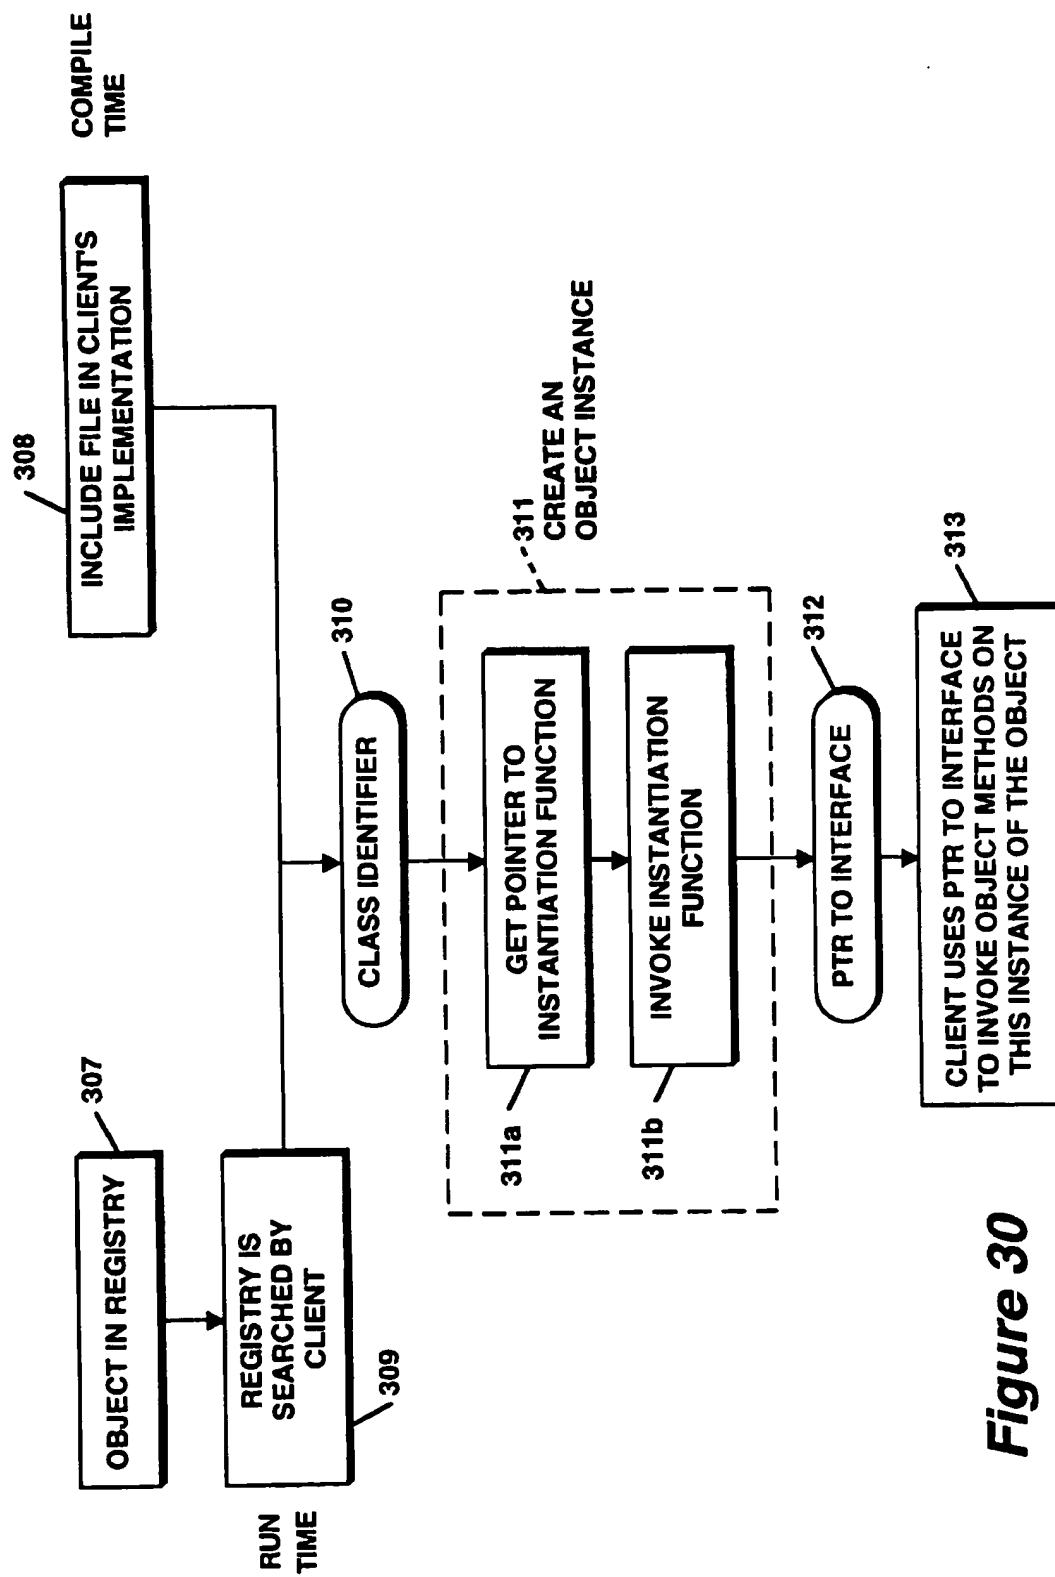 307
OBJECT IN REGISTRY
RUN
TIME
REGISTRY IS
SEARCHED BY
CLIENT
309
308
INCLUDE FILE IN CLIENT'S
IMPLEMENTATION
COMPILE
TIME
310
CLASS IDENTIFIER
311
CREATE AN
OBJECT INSTANCE
311a
GET POINTER TO
INSTANTIATION FUNCTION
311b
INVOKE INSTANTIATION
FUNCTION
312
PTR TO INTERFACE
313
CLIENT USES PTR TO INTERFACE
TO INVOKE OBJECT METHODS ON
THIS INSTANCE OF THE OBJECT
Figure 30